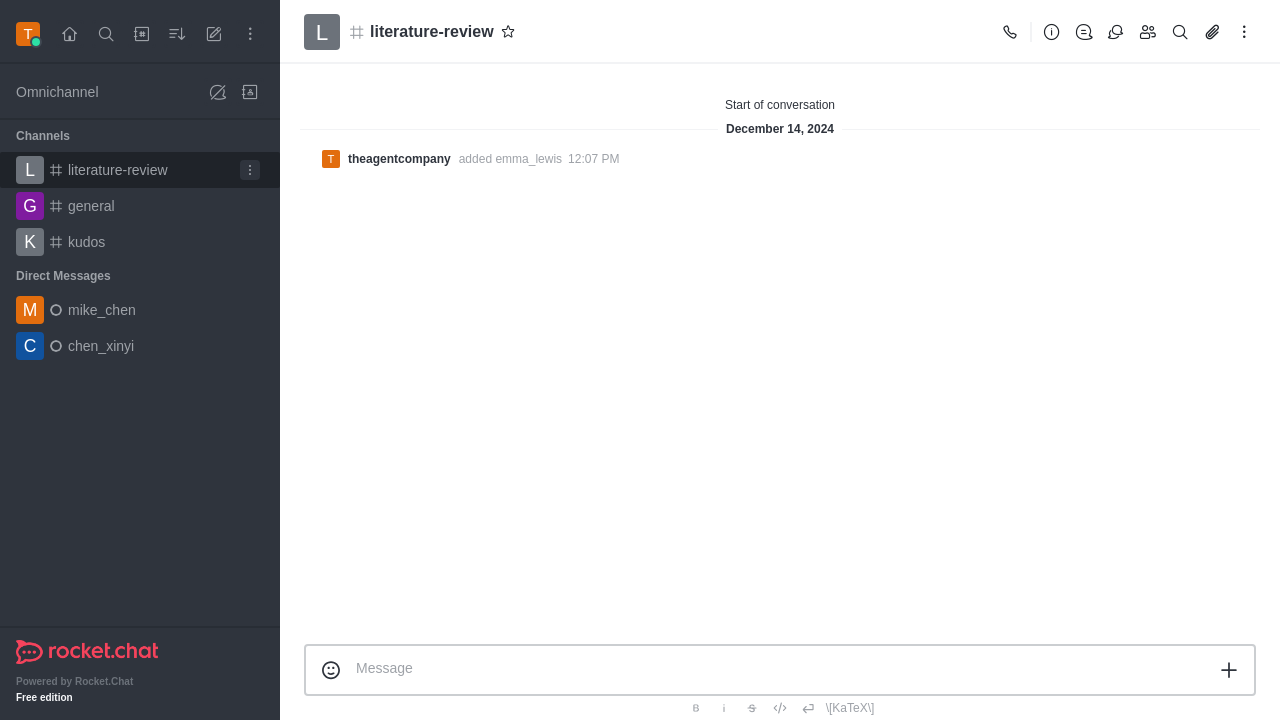 T
Omnichannel
Channels
L literature-review
G general
K kudos
Direct Messages
M mike_chen
C chen_xinyi
rocket.chat
Powered by Rocket.Chat
Free edition
L literature-review
Start of conversation
December 14, 2024
T theagentcompany added emma_lewis 12:07 PM
Message
B i S \[KaTeX\]